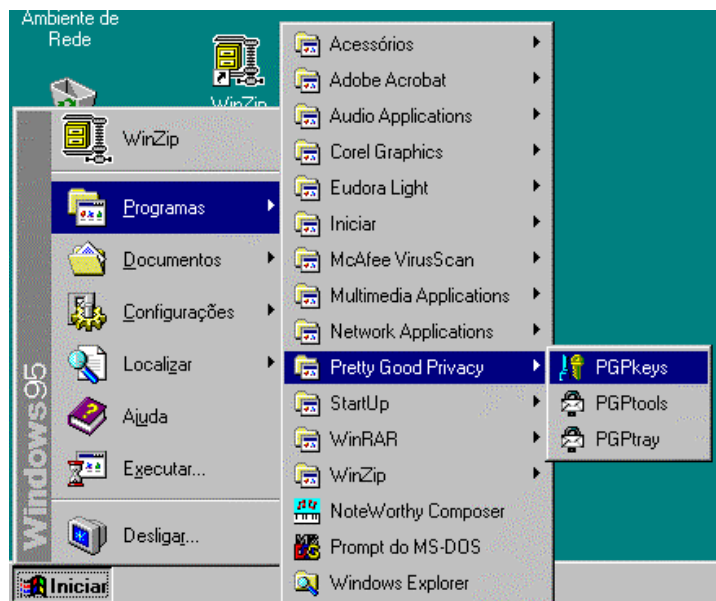 Ambiente de
Rede
WinZip
WinZip
Programas
Documentos
Configurações
Localizar
Ajuda
Executar...
Desligar...
Windows95
Iniciar
Acessórios
Adobe Acrobat
Audio Applications
Corel Graphics
Eudora Light
Iniciar
McAfee VirusScan
Multimedia Applications
Network Applications
Pretty Good Privacy
StartUp
WinRAR
WinZip
NoteWorthy Composer
Prompt do MS-DOS
Windows Explorer
PGPkeys
PGPtools
PGPtray